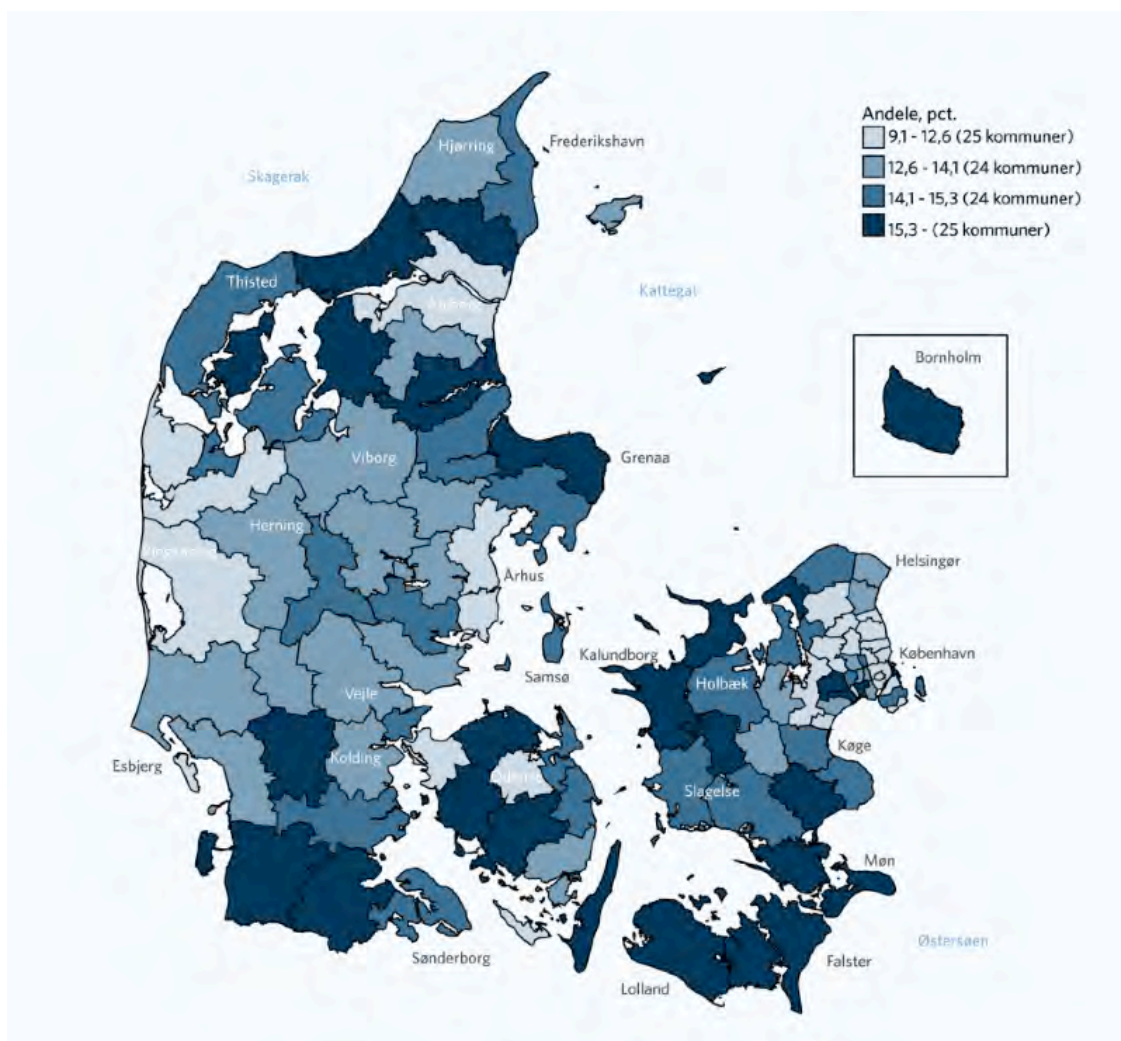 Andele, pct.
9,1 - 12,6 (25 kommuner)
12,6 - 14,1 (24 kommuner)
14,1 - 15,3 (24 kommuner)
15,3 - (25 kommuner)
Hjørring
Frederikshavn
Skagerak
Thisted
Kattegat
Bornholm
Grenaa
Viborg
Herning
Helsingør
Århus
København
Kalundborg
Samsø
Holbæk
Vejle
Køge
Kolding
Esbjerg
Odense
Slagelse
Møn
Østersøen
Sønderborg
Falster
Lolland